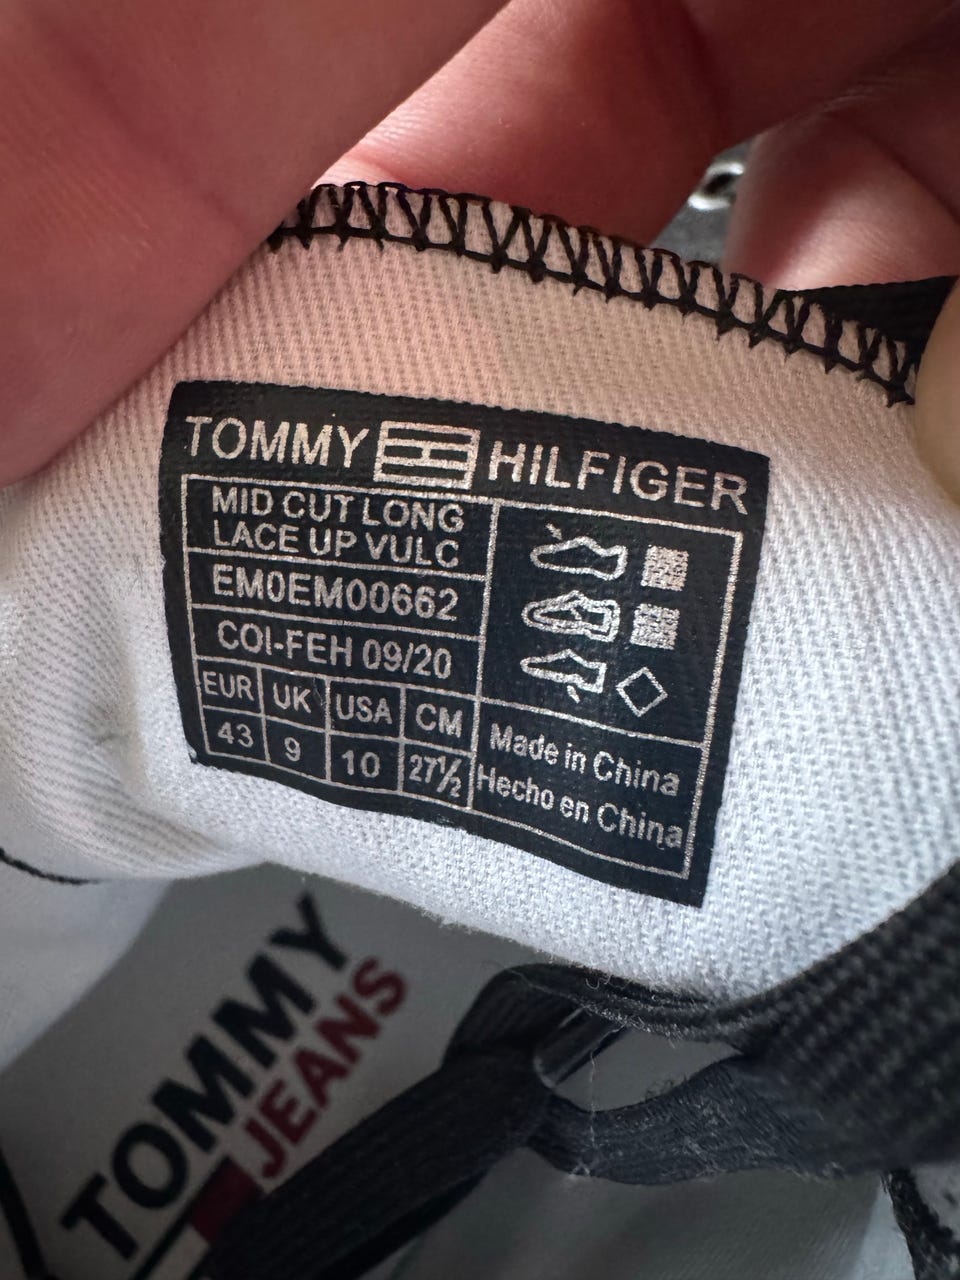 TOMMY HILFIGER
MID CUT LONG
LACE UP VULC
EM0EM00662
COI-FEH 09/20
EUR UK USA CM
43 9 10 27½
Made in China
Hecho en China
TOMMY
JEANS